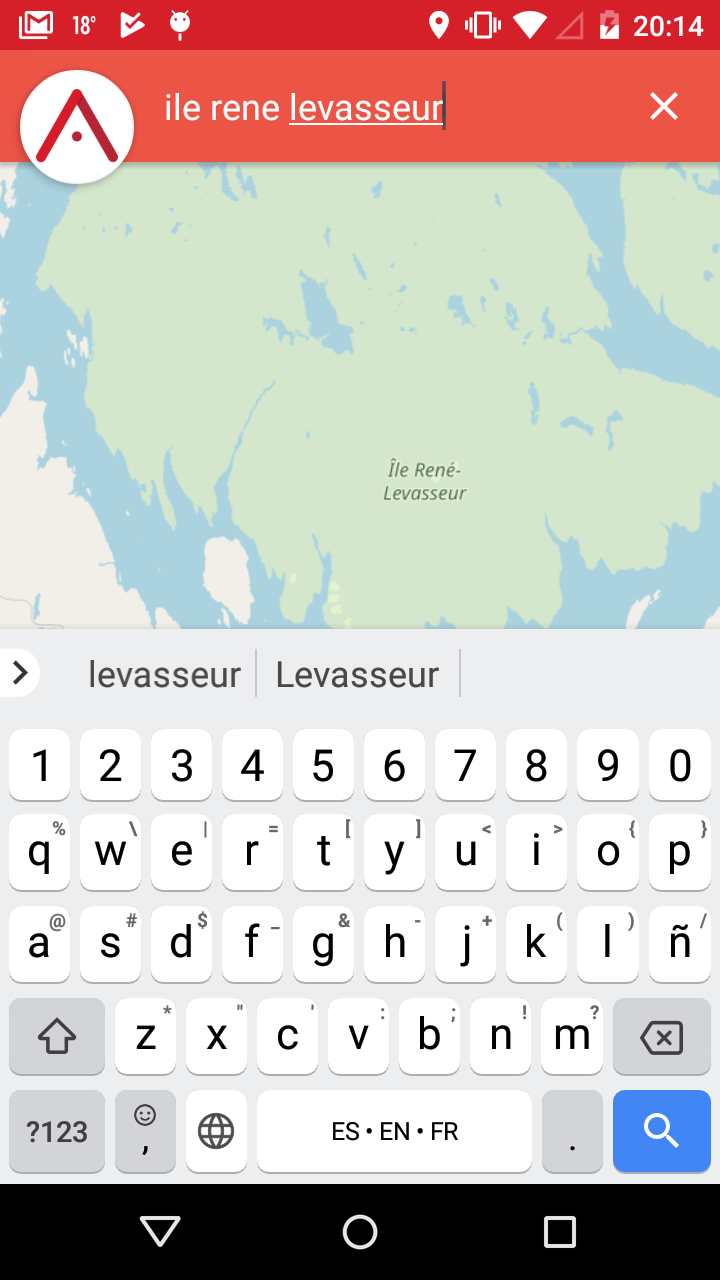 18° 20:14
ile rene levasseur
Île René-
Levasseur
levasseur Levasseur
1 2 3 4 5 6 7 8 9 0
% \ | = [ ] < > { }
q w e r t y u i o p
@ # $ _ & - + ( ) /
a s d f g h j k l ñ
* " ' : ; ! ?
z x c v b n m
?123 , ES • EN • FR .